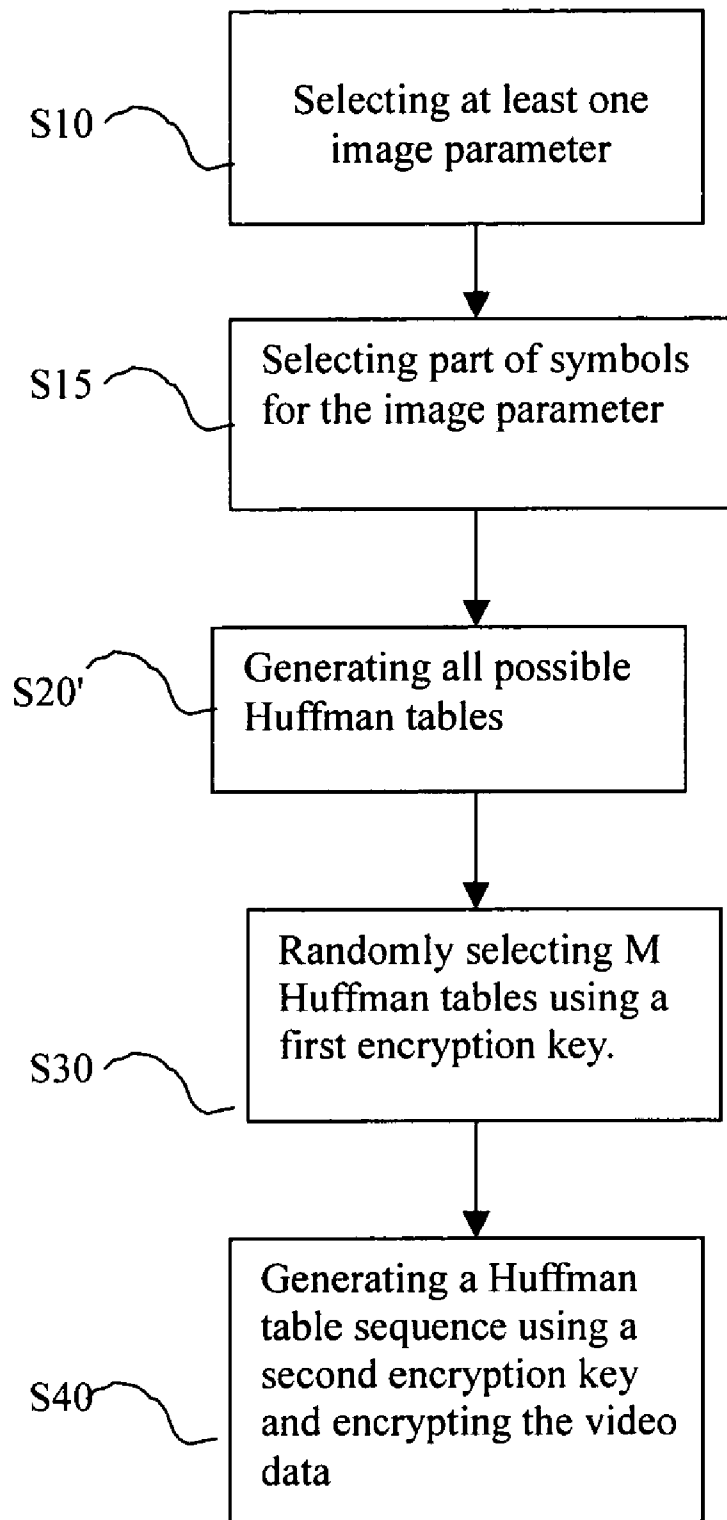 S10
Selecting at least one
image parameter
S15
Selecting part of symbols
for the image parameter
S20'
Generating all possible
Huffman tables
S30
Randomly selecting M
Huffman tables using a
first encryption key.
S40
Generating a Huffman
table sequence using a
second encryption key
and encrypting the video
data